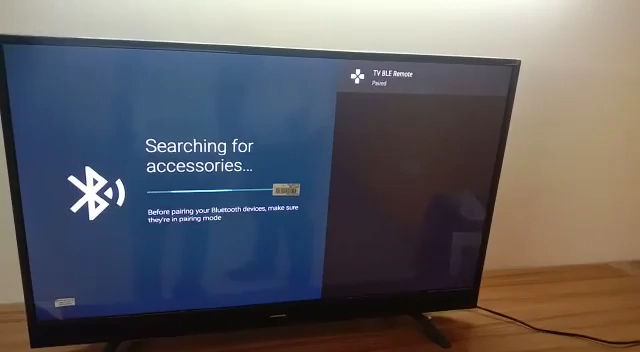 TV BLE Remote
Paired
Searching for
accessories...
Before pairing your Bluetooth devices, make sure
they're in pairing mode